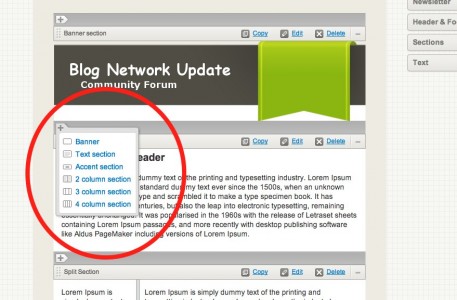 Newsletter
Header & Fo
Sections
Text
Banner section Copy Edit Delete
Blog Network Update
Community Forum
Copy Edit Delete
Banner
Text section
Accent section
2 column section
3 column section
4 column section
eader
dummy text of the printing and typesetting industry. Lorem Ipsum
standard dummy text ever since the 1500s, when an unknown
type and scrambled it to make a type specimen book. It has
enturies, but also the leap into electronic typesetting, remaining
essentially unchanged. It was popularised in the 1960s with the release of Letraset sheets
containing Lorem Ipsum passages, and more recently with desktop publishing software
like Aldus PageMaker including versions of Lorem Ipsum.
Split Section Copy Edit Delete
Lorem Ipsum is
Lorem Ipsum is simply dummy text of the printing and